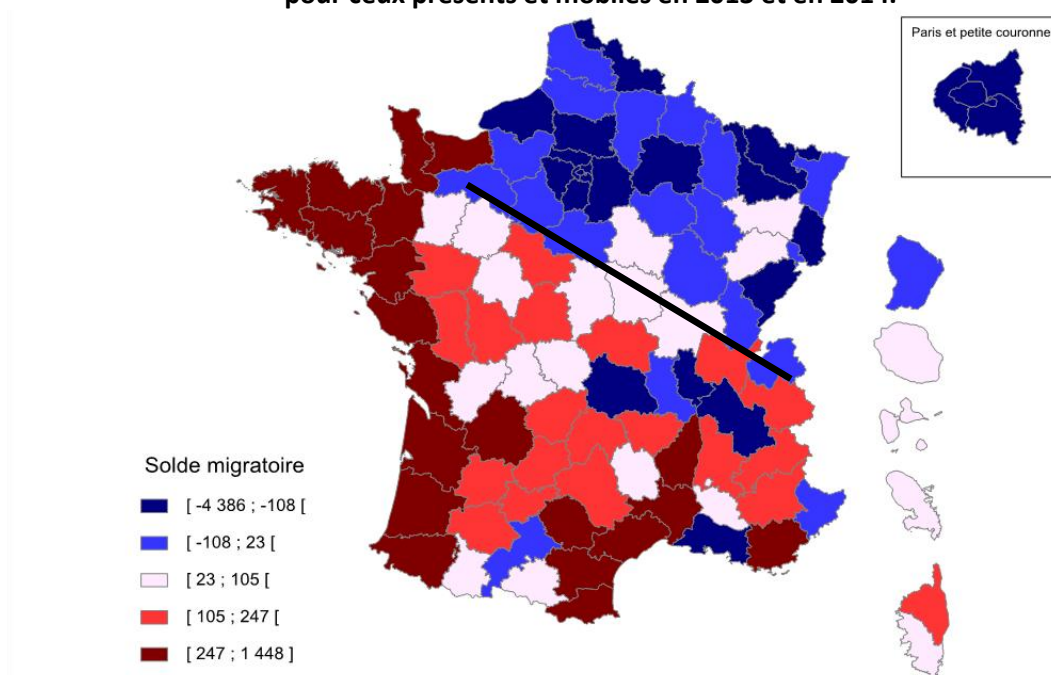 pour ceux présents et mobiles en 2013 et en 2014.
Paris et petite couronne
Solde migratoire
[ -4 386 ; -108 [
[ -108 ; 23 [
[ 23 ; 105 [
[ 105 ; 247 [
[ 247 ; 1 448 ]